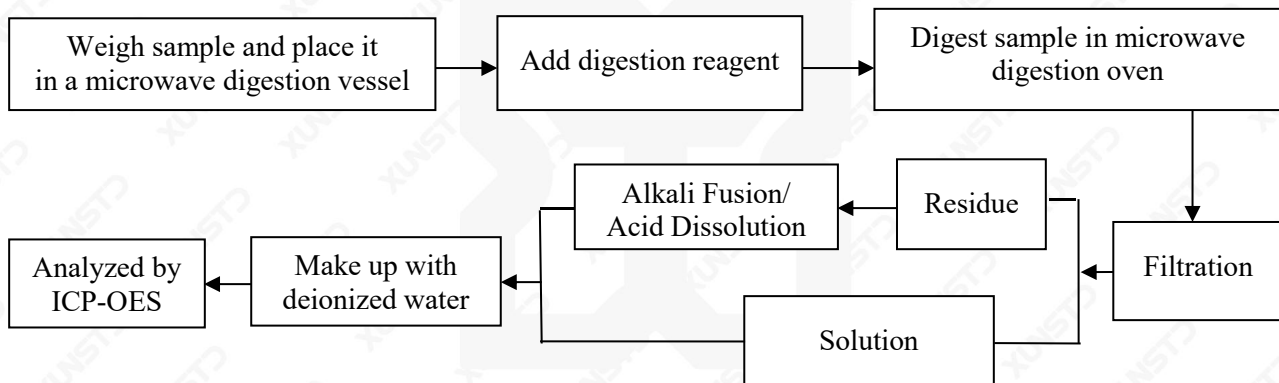 Weigh sample and place it
in a microwave digestion vessel
Add digestion reagent
Digest sample in microwave
digestion oven
Filtration
Residue
Alkali Fusion/
Acid Dissolution
Solution
Make up with
deionized water
Analyzed by
ICP-OES
XUNSTC